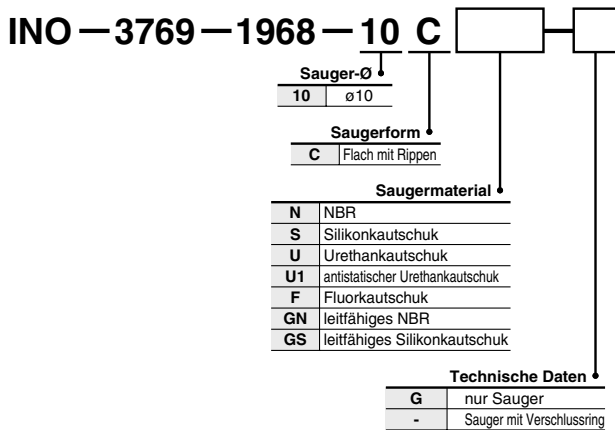 INO — 3769 — 1968 — 10 C —
Sauger-Ø
10 ø10
Saugerform
C Flach mit Rippen
Saugermaterial
N NBR
S Silikonkautschuk
U Urethankautschuk
U1 antistatischer Urethankautschuk
F Fluorkautschuk
GN leitfähiges NBR
GS leitfähiges Silikonkautschuk
Technische Daten
G nur Sauger
- Sauger mit Verschlussring